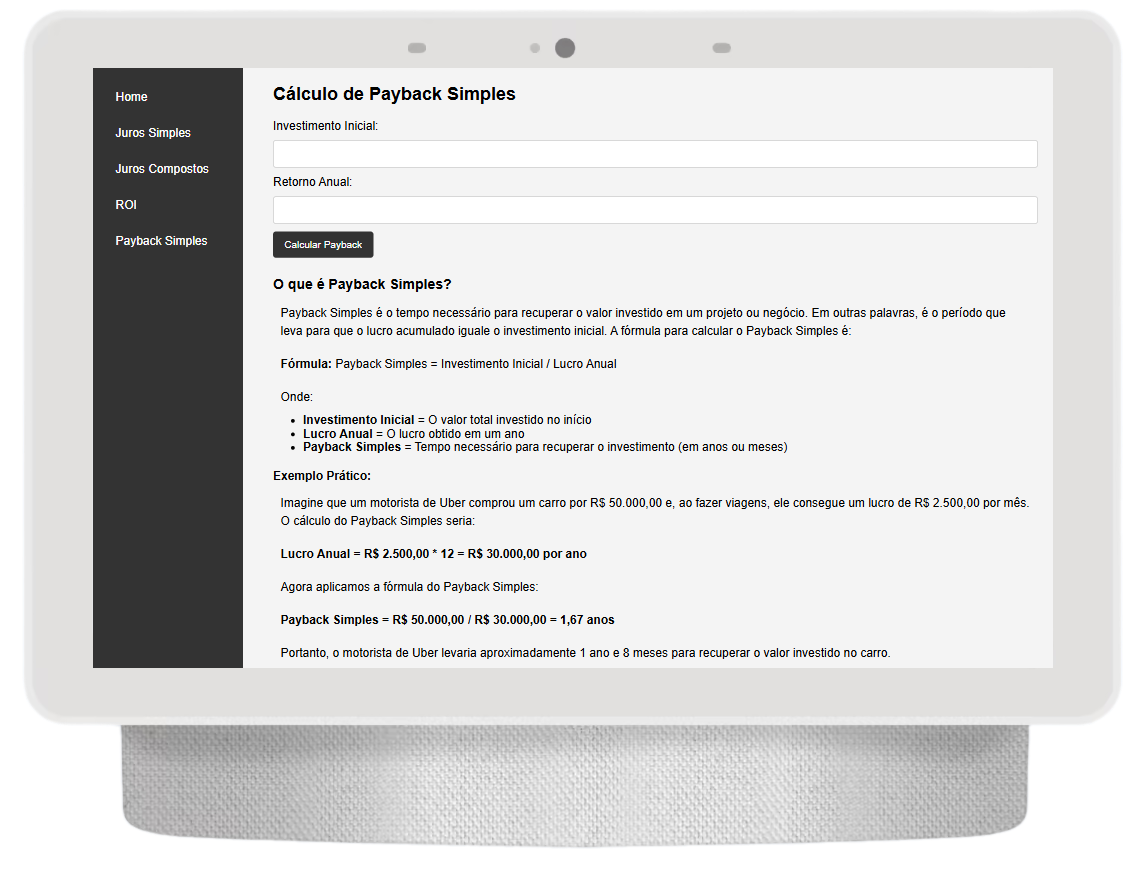 Home
Juros Simples
Juros Compostos
ROI
Payback Simples
Cálculo de Payback Simples
Investimento Inicial:
Retorno Anual:
Calcular Payback
O que é Payback Simples?
Payback Simples é o tempo necessário para recuperar o valor investido em um projeto ou negócio. Em outras palavras, é o período que
leva para que o lucro acumulado iguale o investimento inicial. A fórmula para calcular o Payback Simples é:
Fórmula: Payback Simples = Investimento Inicial / Lucro Anual
Onde:
• Investimento Inicial = O valor total investido no início
• Lucro Anual = O lucro obtido em um ano
• Payback Simples = Tempo necessário para recuperar o investimento (em anos ou meses)
Exemplo Prático:
Imagine que um motorista de Uber comprou um carro por R$ 50.000,00 e, ao fazer viagens, ele consegue um lucro de R$ 2.500,00 por mês.
O cálculo do Payback Simples seria:
Lucro Anual = R$ 2.500,00 * 12 = R$ 30.000,00 por ano
Agora aplicamos a fórmula do Payback Simples:
Payback Simples = R$ 50.000,00 / R$ 30.000,00 = 1,67 anos
Portanto, o motorista de Uber levaria aproximadamente 1 ano e 8 meses para recuperar o valor investido no carro.